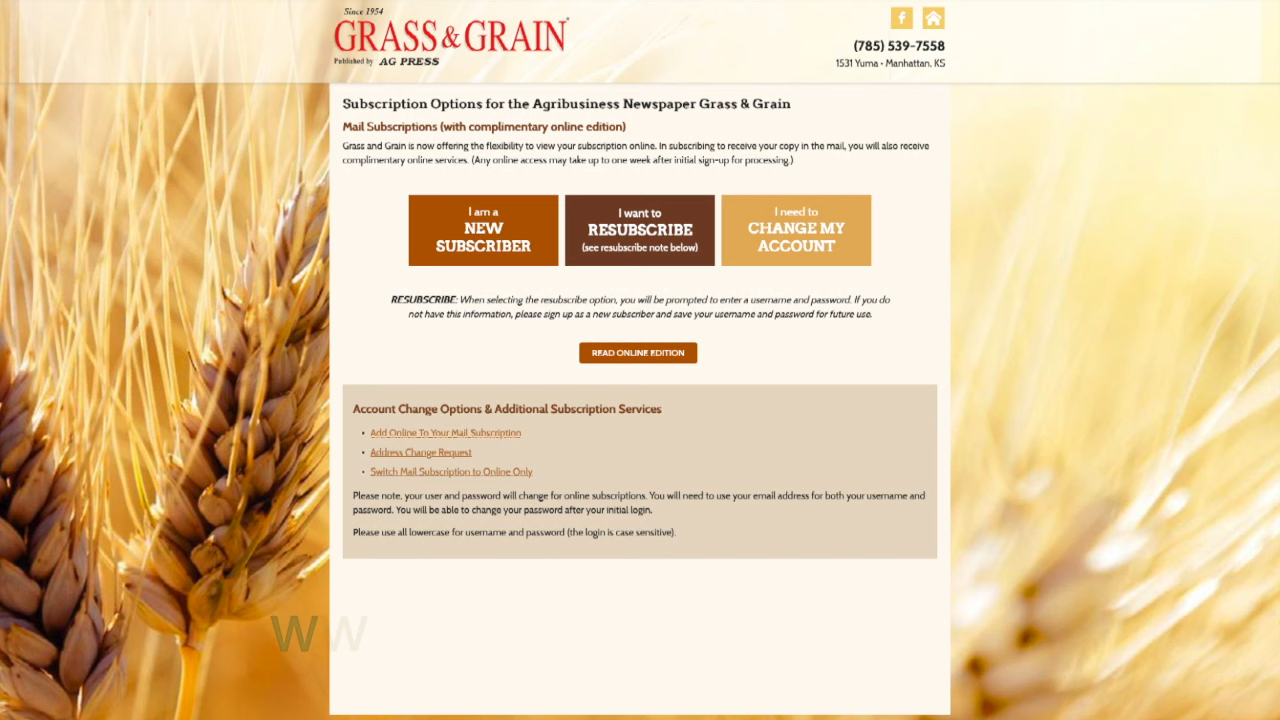 Since 1954
GRASS & GRAIN
Published by AG PRESS
f
(785) 539-7558
1531 Yuma • Manhattan, KS
Subscription Options for the Agribusiness Newspaper Grass & Grain
Mail Subscriptions (with complimentary online edition)
Grass and Grain is now offering the flexibility to view your subscription online. In subscribing to receive your copy in the mail, you will also receive
complimentary online services. (Any online access may take up to one week after initial sign-up for processing.)
I am a
NEW
SUBSCRIBER
I want to
RESUBSCRIBE
(see resubscribe note below)
I need to
CHANGE MY
ACCOUNT
RESUBSCRIBE: When selecting the resubscribe option, you will be prompted to enter a username and password. If you do
not have this information, please sign up as a new subscriber and save your username and password for future use.
READ ONLINE EDITION
Account Change Options & Additional Subscription Services
• Add Online To Your Mail Subscription
• Address Change Request
• Switch Mail Subscription to Online Only
Please note, your user and password will change for online subscriptions. You will need to use your email address for both your username and
password. You will be able to change your password after your initial login.
Please use all lowercase for username and password (the login is case sensitive).
WW